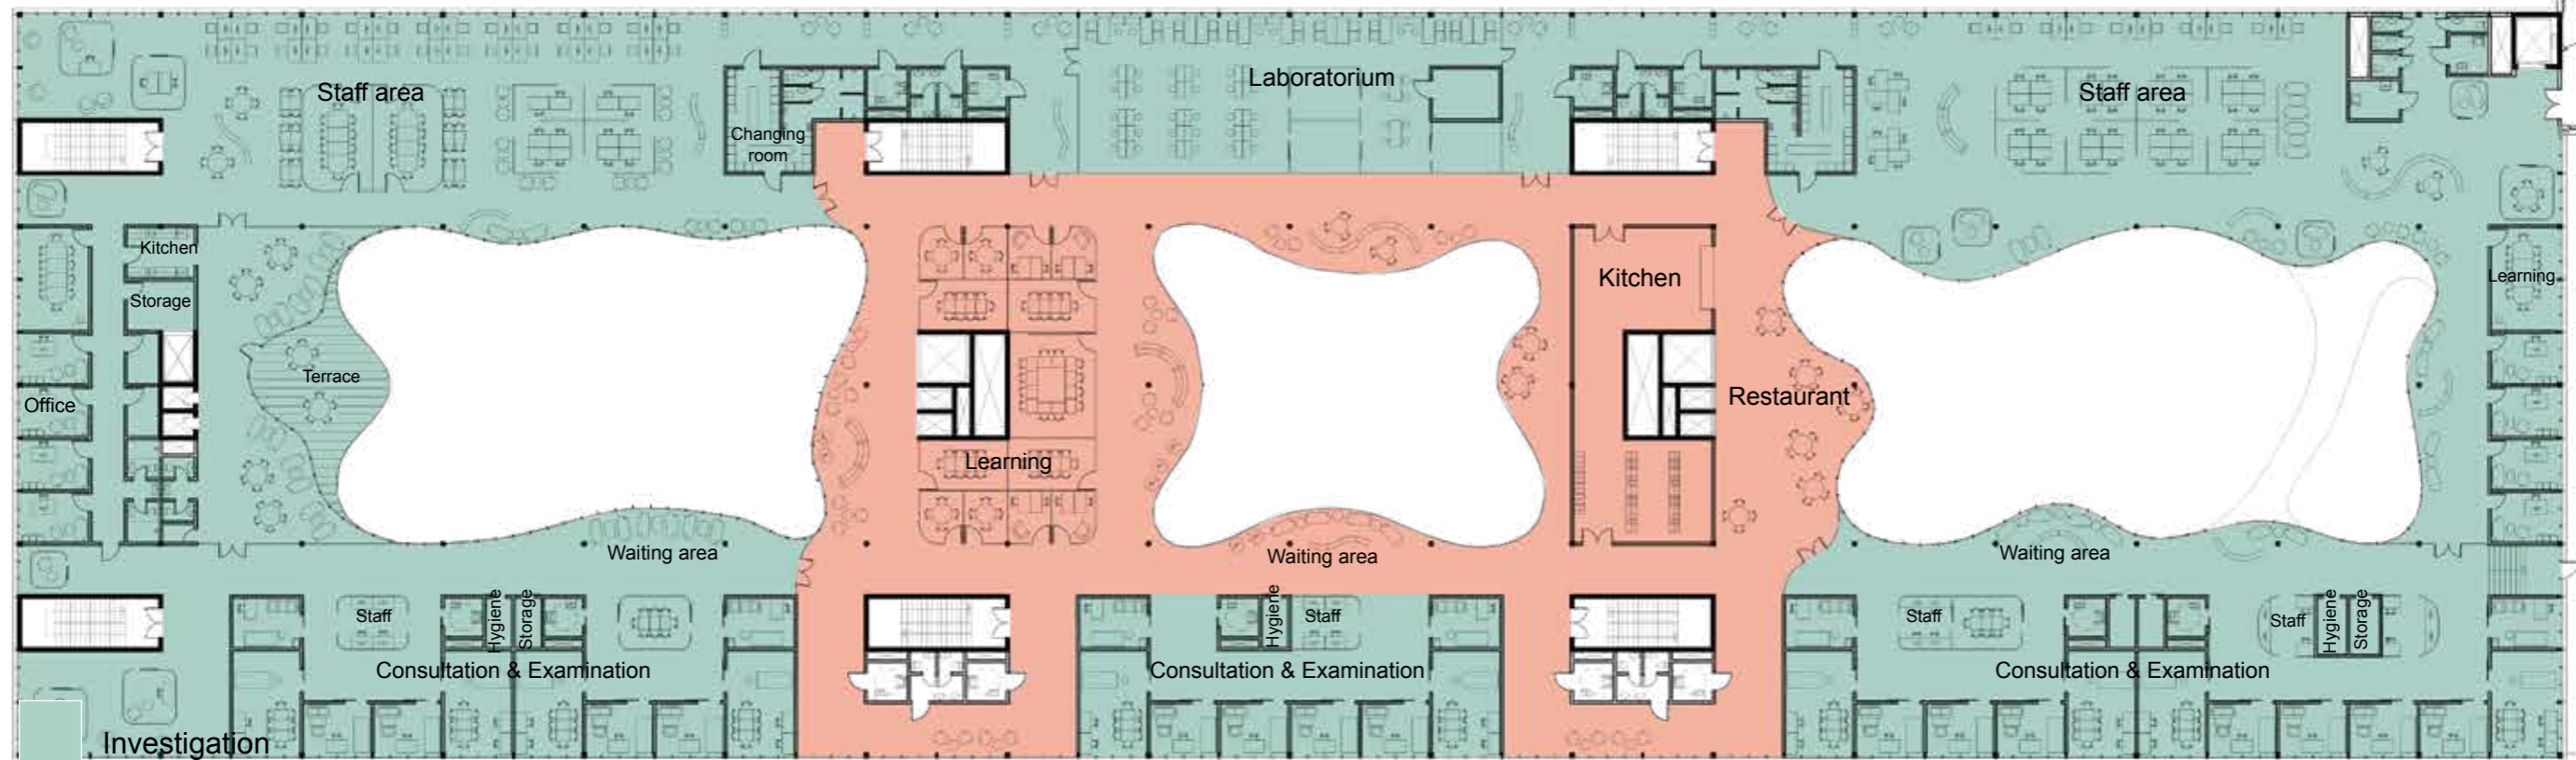 Staff area
Laboratorium
Staff area
Changing
room
Kitchen
Storage
Terrace
Office
Learning
Kitchen
Restaurant
Learning
Waiting area
Waiting area
Waiting area
Staff
Hygiene
Storage
Consultation & Examination
Hygiene
Staff
Consultation & Examination
Staff
Staff
Hygiene
Storage
Consultation & Examination
Investigation